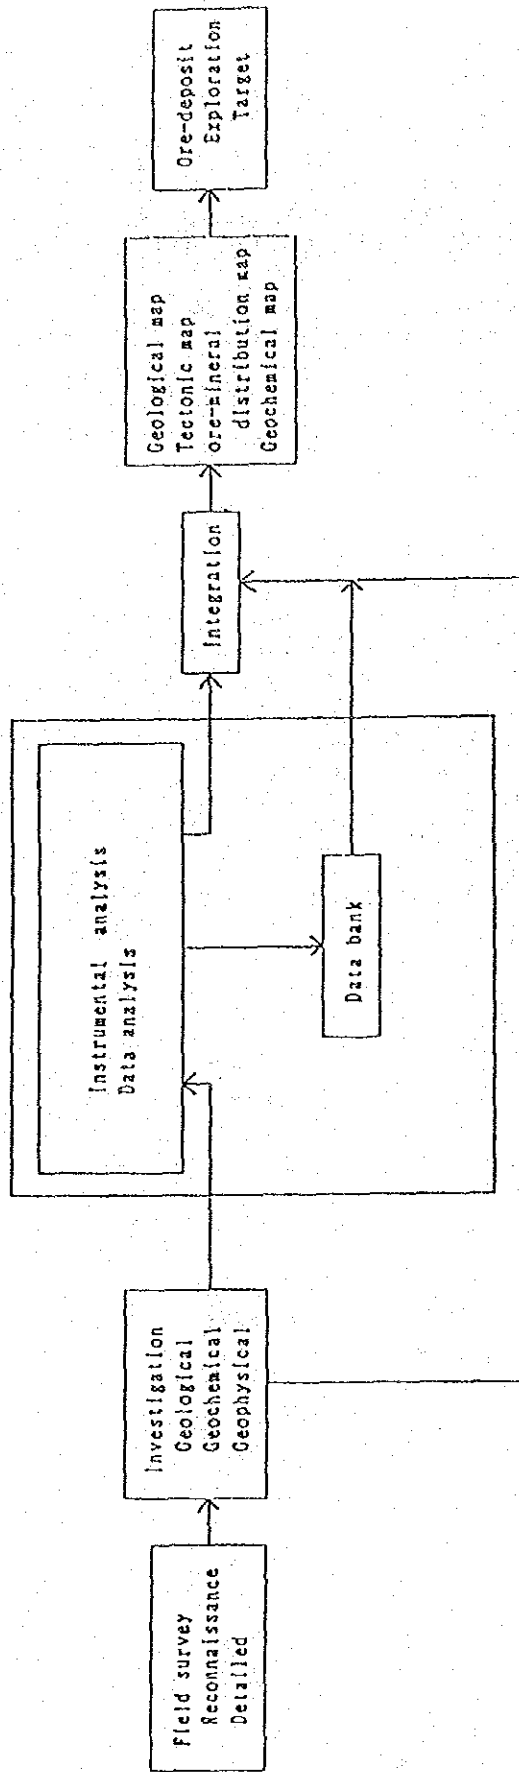 Field survey
Reconnaissance
Detailed
Investigation
Geological
Geochemical
Geophysical
Instrumental analysis
Data analysis
Data bank
Integration
Geological map
Tectonic map
ore-mineral
distribution map
Geochemical map
Ore-deposit
Exploration
Target